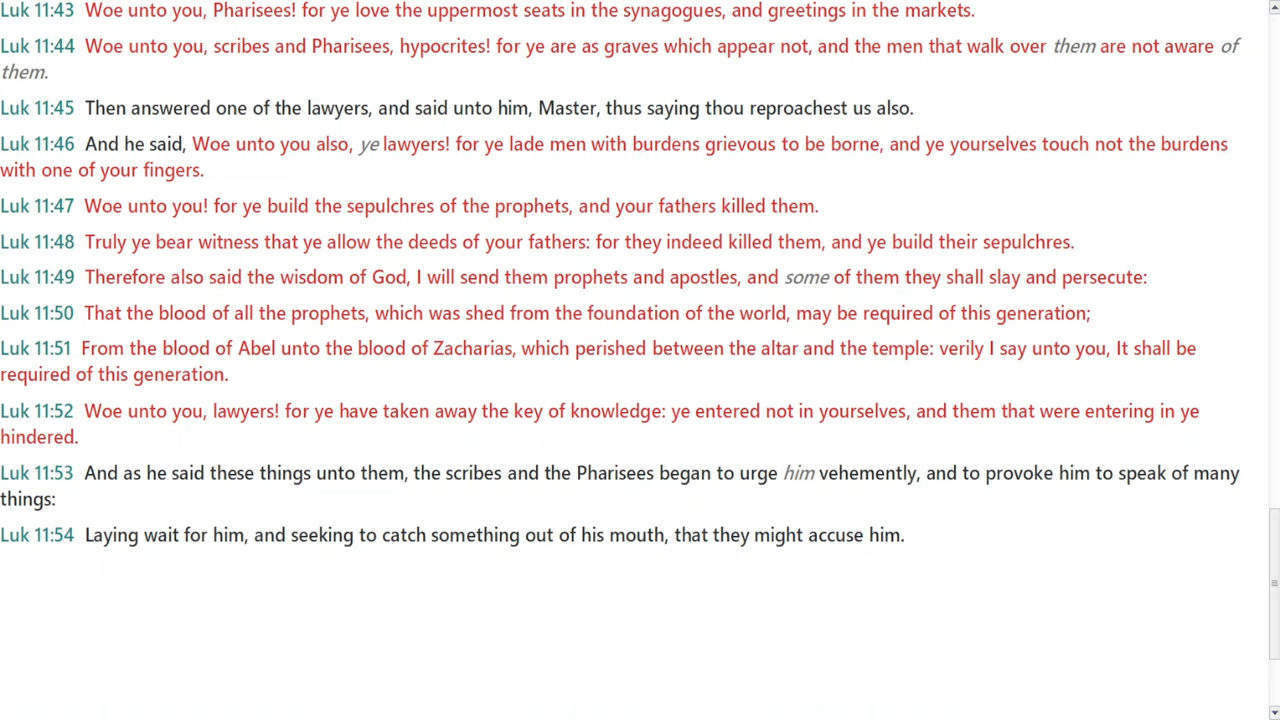 Luk 11:43 Woe unto you, Pharisees! for ye love the uppermost seats in the synagogues, and greetings in the markets.
Luk 11:44 Woe unto you, scribes and Pharisees, hypocrites! for ye are as graves which appear not, and the men that walk over them are not aware of
them.
Luk 11:45 Then answered one of the lawyers, and said unto him, Master, thus saying thou reproachest us also.
Luk 11:46 And he said, Woe unto you also, ye lawyers! for ye lade men with burdens grievous to be borne, and ye yourselves touch not the burdens
with one of your fingers.
Luk 11:47 Woe unto you! for ye build the sepulchres of the prophets, and your fathers killed them.
Luk 11:48 Truly ye bear witness that ye allow the deeds of your fathers: for they indeed killed them, and ye build their sepulchres.
Luk 11:49 Therefore also said the wisdom of God, I will send them prophets and apostles, and some of them they shall slay and persecute:
Luk 11:50 That the blood of all the prophets, which was shed from the foundation of the world, may be required of this generation;
Luk 11:51 From the blood of Abel unto the blood of Zacharias, which perished between the altar and the temple: verily I say unto you, It shall be
required of this generation.
Luk 11:52 Woe unto you, lawyers! for ye have taken away the key of knowledge: ye entered not in yourselves, and them that were entering in ye
hindered.
Luk 11:53 And as he said these things unto them, the scribes and the Pharisees began to urge him vehemently, and to provoke him to speak of many
things:
Luk 11:54 Laying wait for him, and seeking to catch something out of his mouth, that they might accuse him.